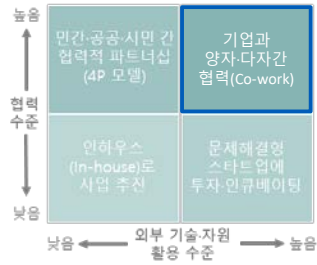 높음
민간·공공·시민 간
협력적 파트너십
(4P 모델)
기업과
양자·다자간
협력(Co-work)
협력
수준
인하우스
(In-house)로
사업 추진
문제해결형
스타트업에
투자·인큐베이팅
낮음
낮음
외부 기술·자원
활용 수준
높음